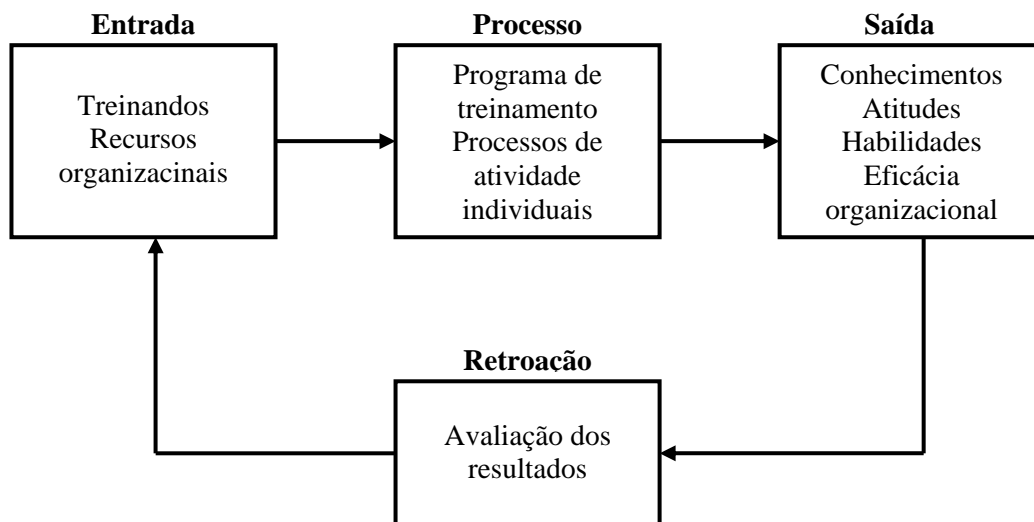 Entrada
Treinandos
Recursos
organizacinais
Processo
Programa de
treinamento
Processos de
atividade
individuais
Saída
Conhecimentos
Atitudes
Habilidades
Eficácia
organizacional
Retroação
Avaliação dos
resultados